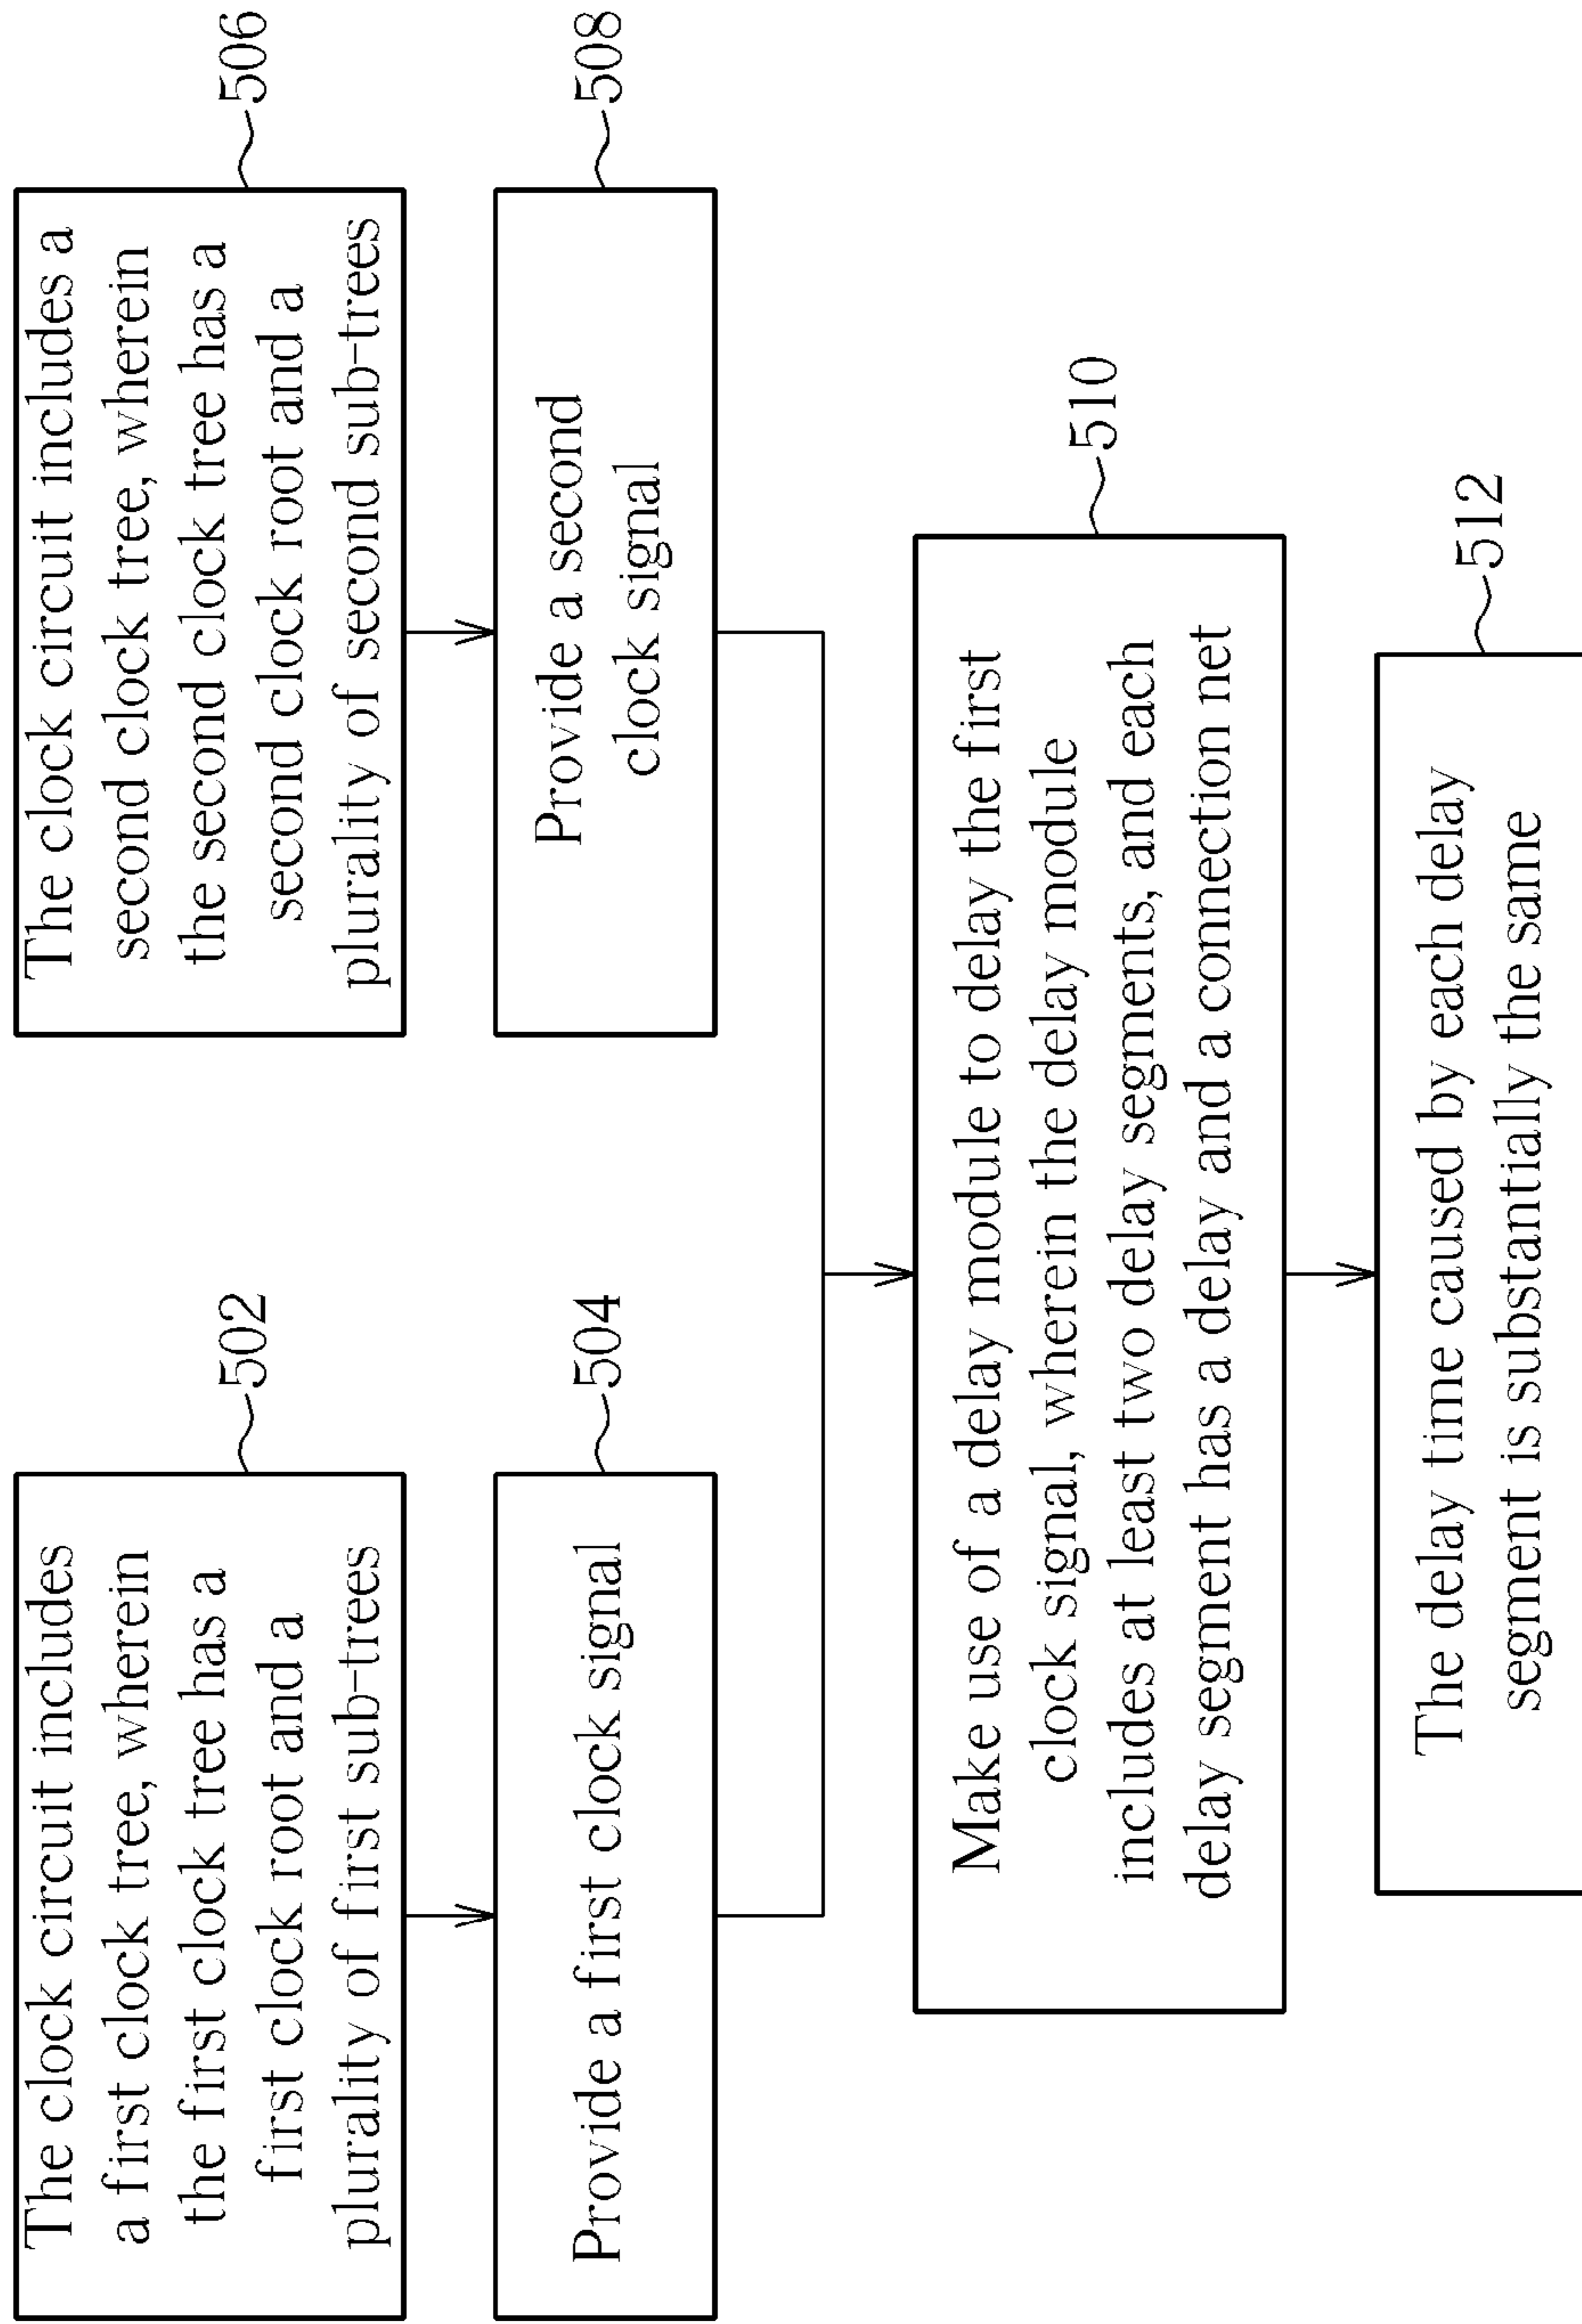 The clock circuit includes
a first clock tree, wherein
the first clock tree has a
first clock root and a
plurality of first sub-trees
502
Provide a first clock signal
504
The clock circuit includes a
second clock tree, wherein
the second clock tree has a
second clock root and a
plurality of second sub-trees
506
Provide a second
clock signal
508
Make use of a delay module to delay the first
clock signal, wherein the delay module
includes at least two delay segments, and each
delay segment has a delay and a connection net
510
The delay time caused by each delay
segment is substantially the same
512